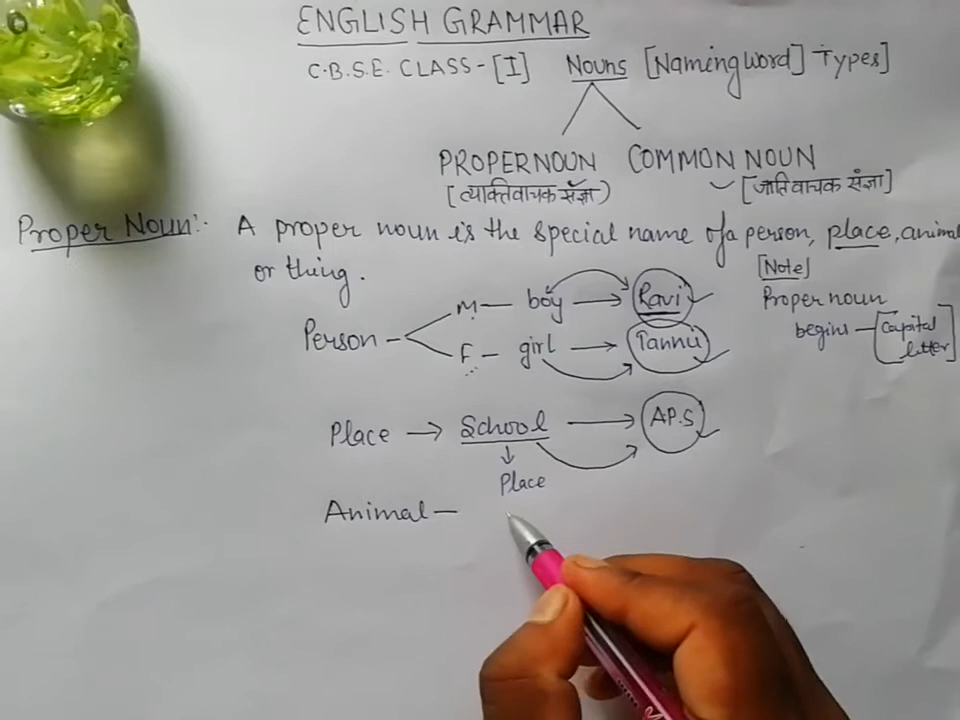 ENGLISH GRAMMAR
C.B.S.E. CLASS-[I] Nouns [Naming word] Types]
PROPER NOUN COMMON NOUN
[व्यक्तिवाचक संज्ञा) [जातिवाचक संज्ञा]
Proper Noun:- A proper noun is the special name of a person, place, animal
or thing.
[Note]
Proper noun
begins - [Capital
letter]
Person - M - boy → Ravi
F - girl → Tannu
Place → School → A.P.S
↓
Place
Animal -